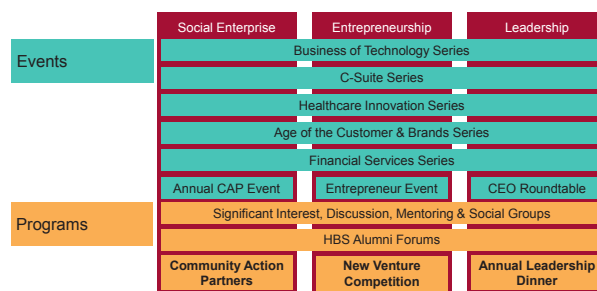 Social Enterprise
Entrepreneurship
Leadership
Events
Business of Technology Series
C-Suite Series
Healthcare Innovation Series
Age of the Customer & Brands Series
Financial Services Series
Annual CAP Event
Entrepreneur Event
CEO Roundtable
Programs
Significant Interest, Discussion, Mentoring & Social Groups
HBS Alumni Forums
Community Action
Partners
New Venture
Competition
Annual Leadership
Dinner